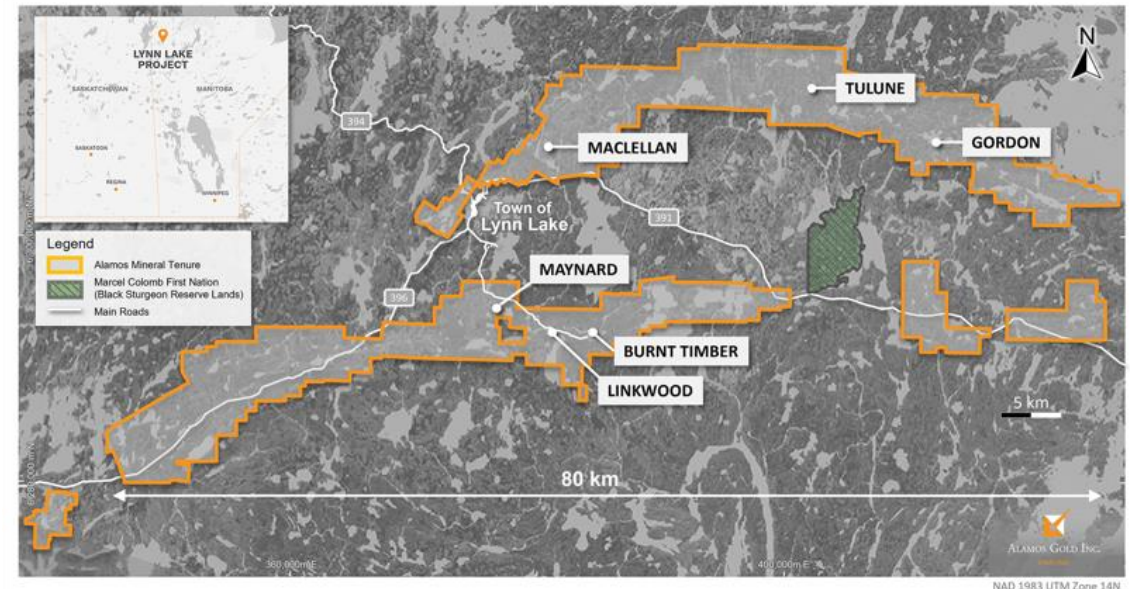 LYNN LAKE
PROJECT
SASKATCHEWAN
MANITOBA
SASKATOON
REGINA
WINNIPEG
Legend
Alamos Mineral Tenure
Marcel Colomb First Nation
(Black Sturgeon Reserve Lands)
Main Roads
N
394
TULUNE
MACLELLAN
GORDON
Town of
Lynn Lake
391
MAYNARD
396
BURNT TIMBER
LINKWOOD
5 km
80 km
ALAMOS GOLD INC.
NAD 1983 UTM Zone 14N